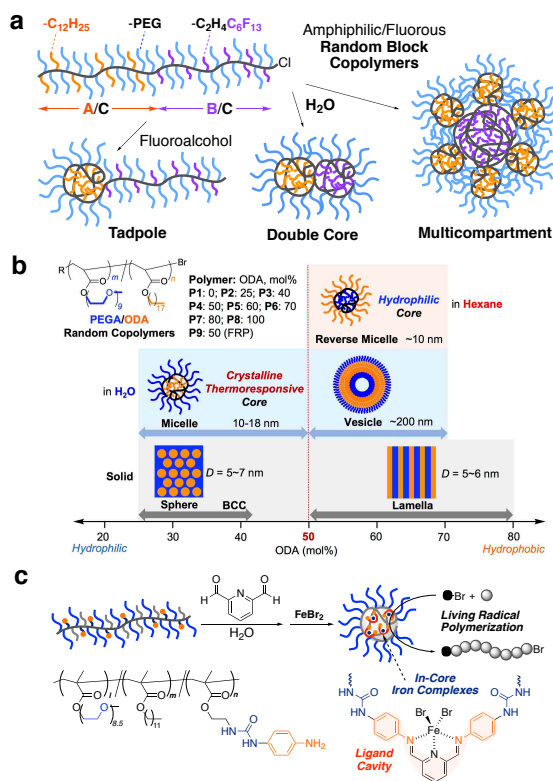 a
-C12H25
-PEG
-C2H4C6F13
Cl
A/C
B/C
Amphiphilic/Fluorous
Random Block
Copolymers
H2O
Fluoroalcohol
Tadpole
Double Core
Multicompartment
b
R
m
n
Br
O
O
O
O
O
9
17
PEGA/ODA
Random Copolymers
Polymer: ODA, mol%
P1: 0; P2: 25; P3: 40
P4: 50; P5: 60; P6: 70
P7: 80; P8: 100
P9: 50 (FRP)
Hydrophilic
Core
in Hexane
Reverse Micelle ~10 nm
in H2O
Crystalline
Thermoresponsive
Core
Micelle
10-18 nm
Vesicle
~200 nm
Solid
D = 5~7 nm
D = 5~6 nm
Sphere
BCC
Lamella
20
30
40
50
60
70
80
Hydrophilic
ODA (mol%)
Hydrophobic
c
O
H
N
O
H
H2O
FeBr2
Br +
Living Radical
Polymerization
Br
In-Core
Iron Complexes
l
m
n
O
O
O
O
O
O
O
8.5
11
HN
O
HN
NH2
N-H
O
N-H
H-N
O
H-N
Br
Br
Fe
N
N
N
Ligand
Cavity